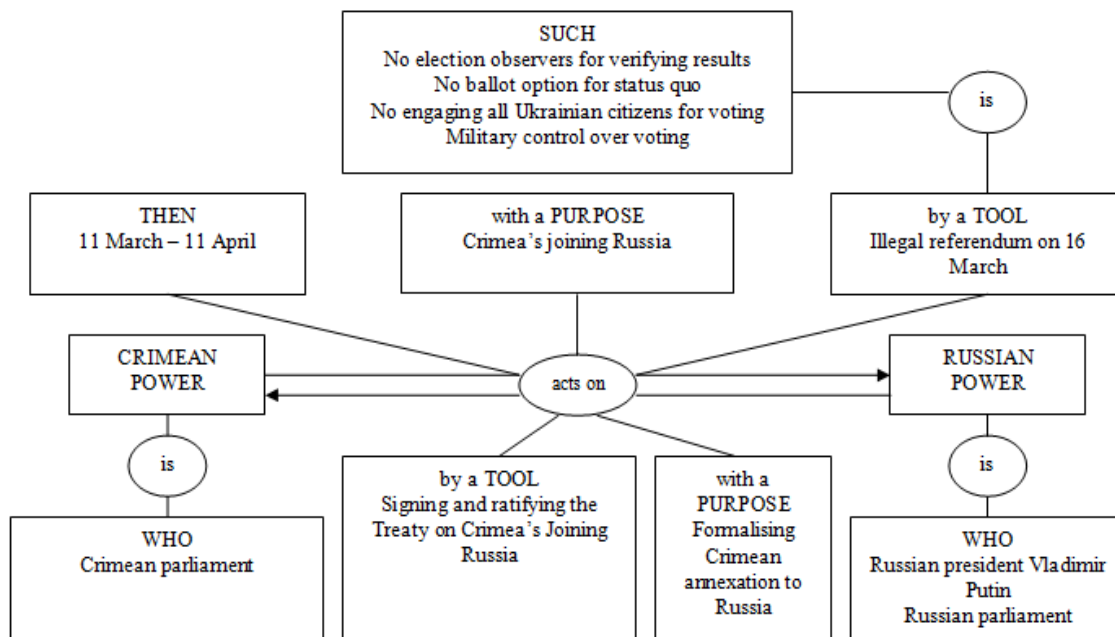 SUCH
No election observers for verifying results
No ballot option for status quo
No engaging all Ukrainian citizens for voting
Military control over voting
is
THEN
11 March – 11 April
with a PURPOSE
Crimea's joining Russia
by a TOOL
Illegal referendum on 16
March
CRIMEAN
POWER
acts on
RUSSIAN
POWER
is
is
WHO
Crimean parliament
by a TOOL
Signing and ratifying the
Treaty on Crimea's Joining
Russia
with a
PURPOSE
Formalising
Crimean
annexation to
Russia
WHO
Russian president Vladimir
Putin
Russian parliament